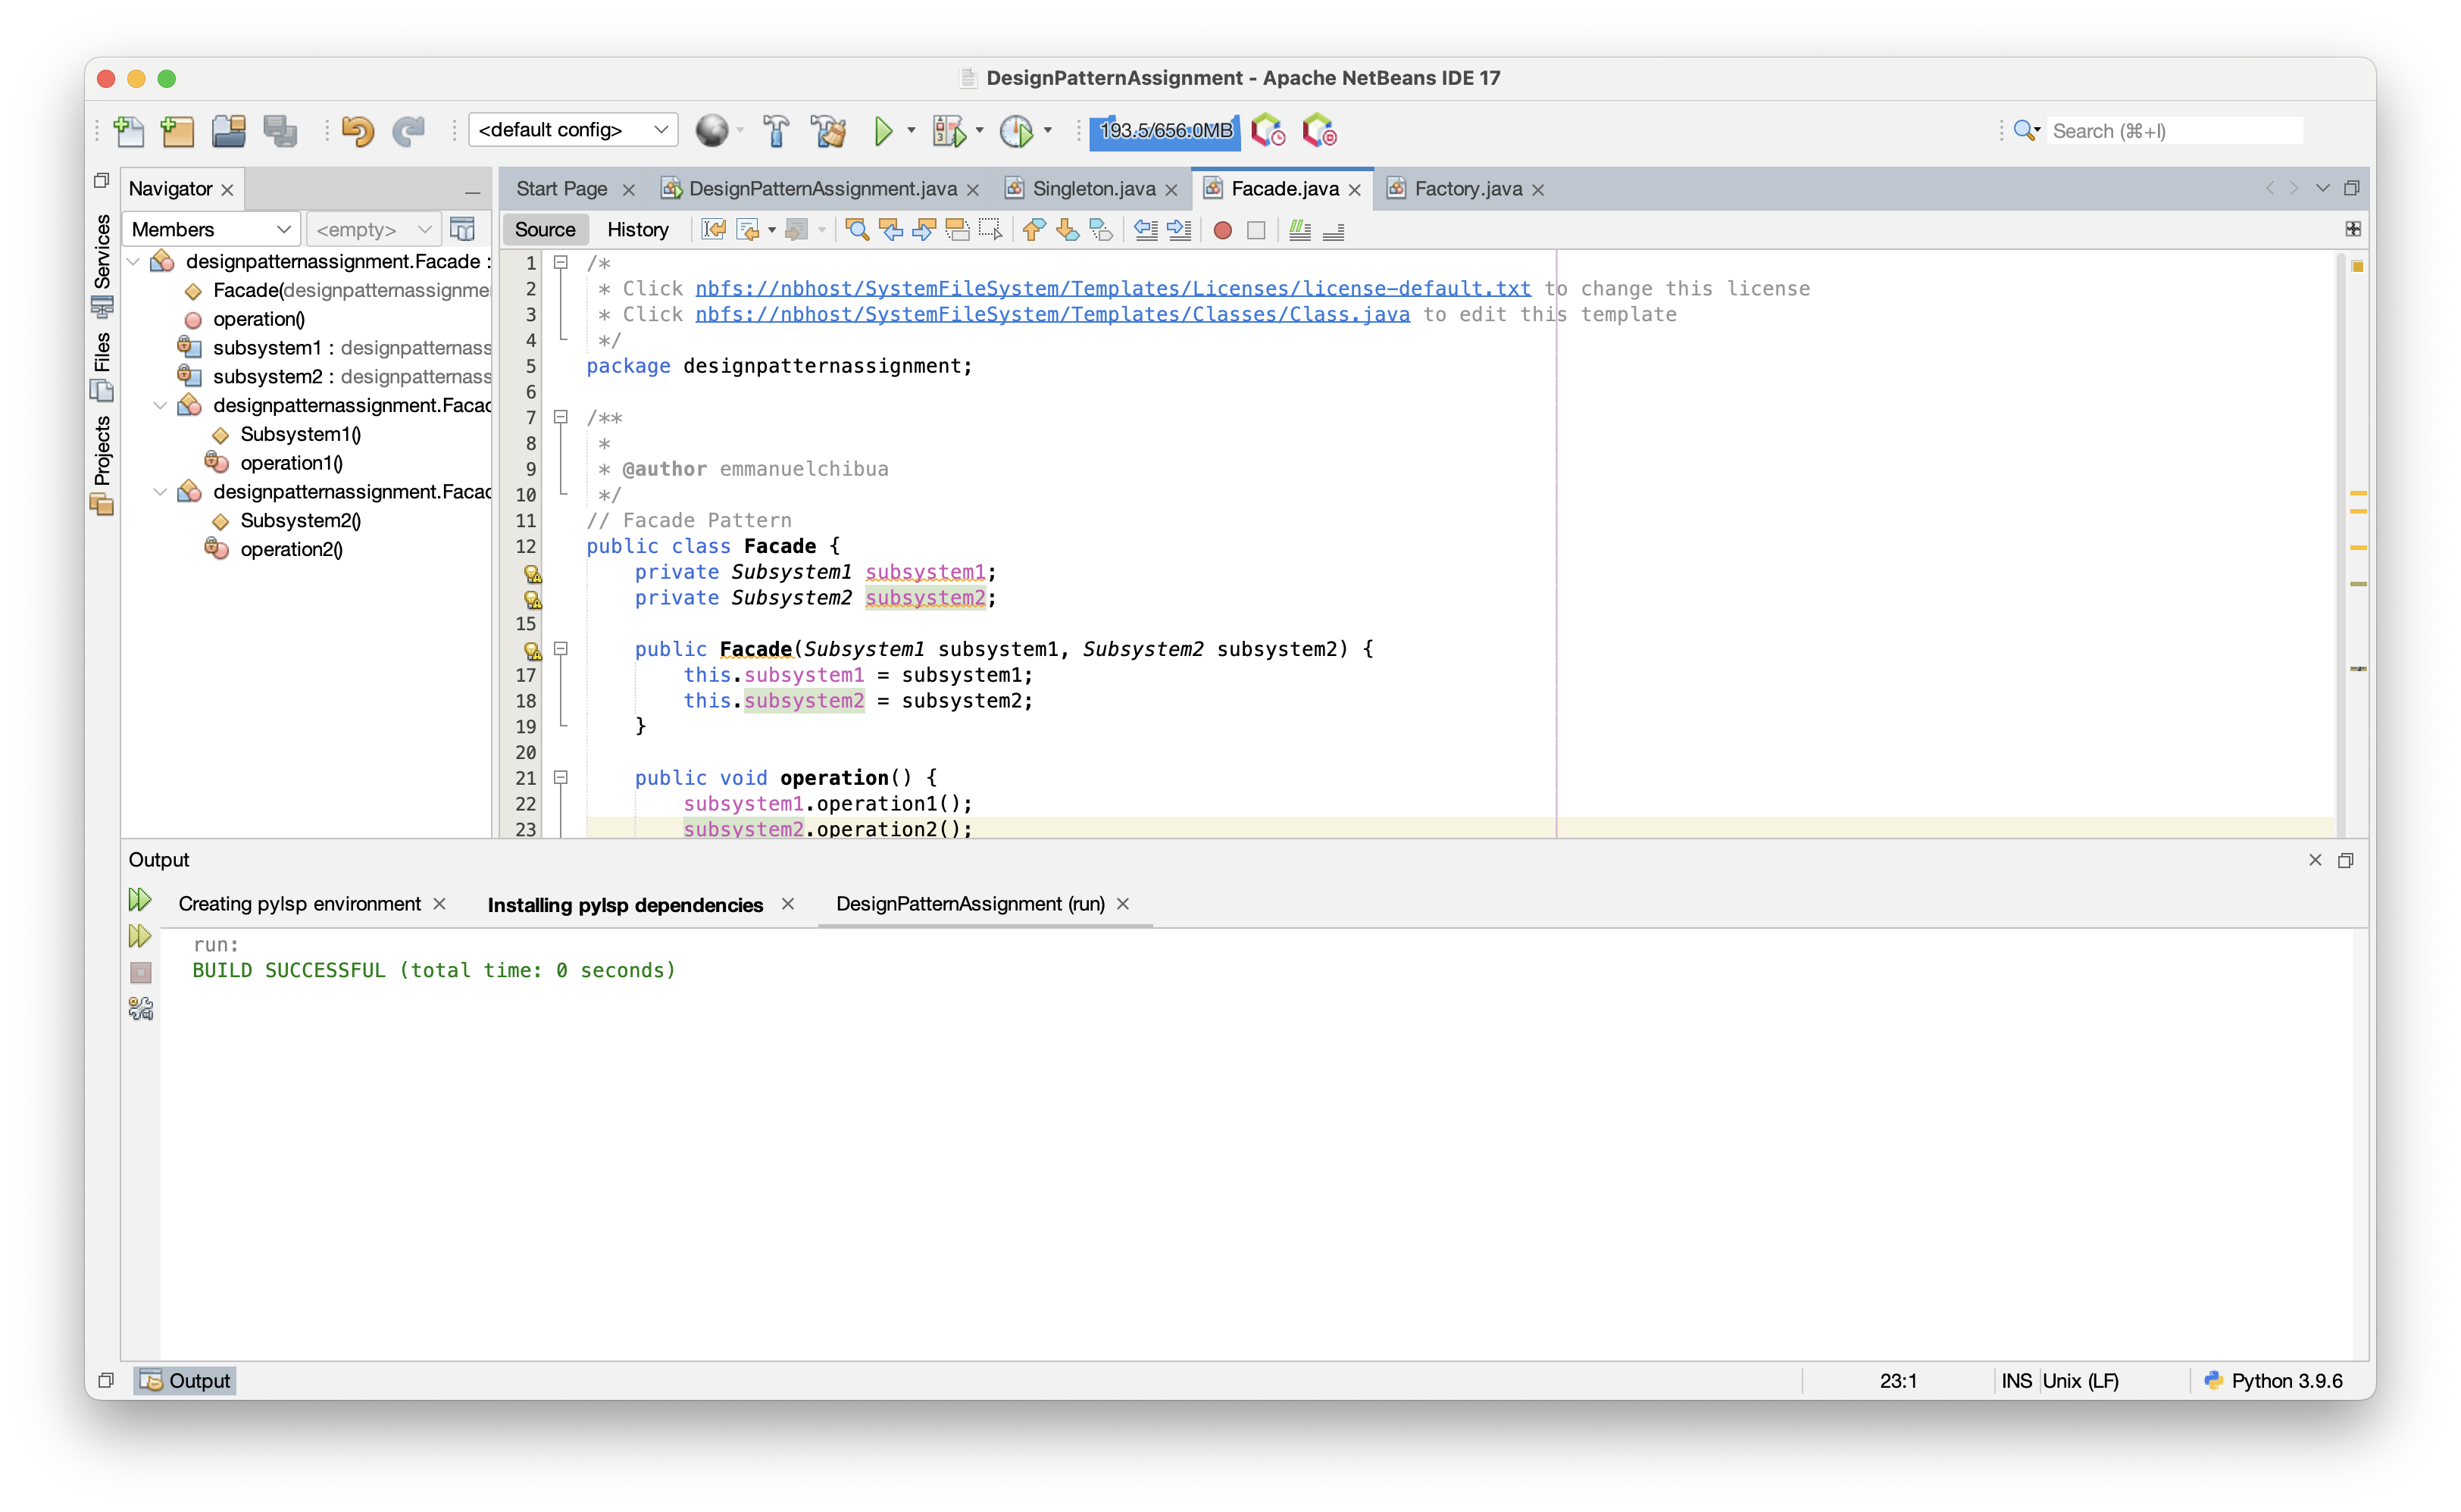 DesignPatternAssignment - Apache NetBeans IDE 17
<default config>
193.5/656.0MB
Search (⌘+I)
Services
Files
Projects
Navigator
Members
<empty>
designpatternassignment.Facade :
Facade(designpatternassignme
operation()
subsystem1 : designpatternass
subsystem2 : designpatternass
designpatternassignment.Facad
Subsystem1()
operation1()
designpatternassignment.Facad
Subsystem2()
operation2()
Start Page
DesignPatternAssignment.java
Singleton.java
Facade.java
Factory.java
Source History
1 /*
2 * Click nbfs://nbhost/SystemFileSystem/Templates/Licenses/license-default.txt to change this license
3 * Click nbfs://nbhost/SystemFileSystem/Templates/Classes/Class.java to edit this template
4 */
5 package designpatternassignment;
6
7 /**
8 *
9 * @author emmanuelchibua
10 */
11 // Facade Pattern
12 public class Facade {
private Subsystem1 subsystem1;
private Subsystem2 subsystem2;
15
public Facade(Subsystem1 subsystem1, Subsystem2 subsystem2) {
17 this.subsystem1 = subsystem1;
18 this.subsystem2 = subsystem2;
19 }
20
21 public void operation() {
22 subsystem1.operation1();
23 subsystem2.operation2();
Output
Creating pylsp environment
Installing pylsp dependencies
DesignPatternAssignment (run)
run:
BUILD SUCCESSFUL (total time: 0 seconds)
Output
23:1
INS
Unix (LF)
Python 3.9.6